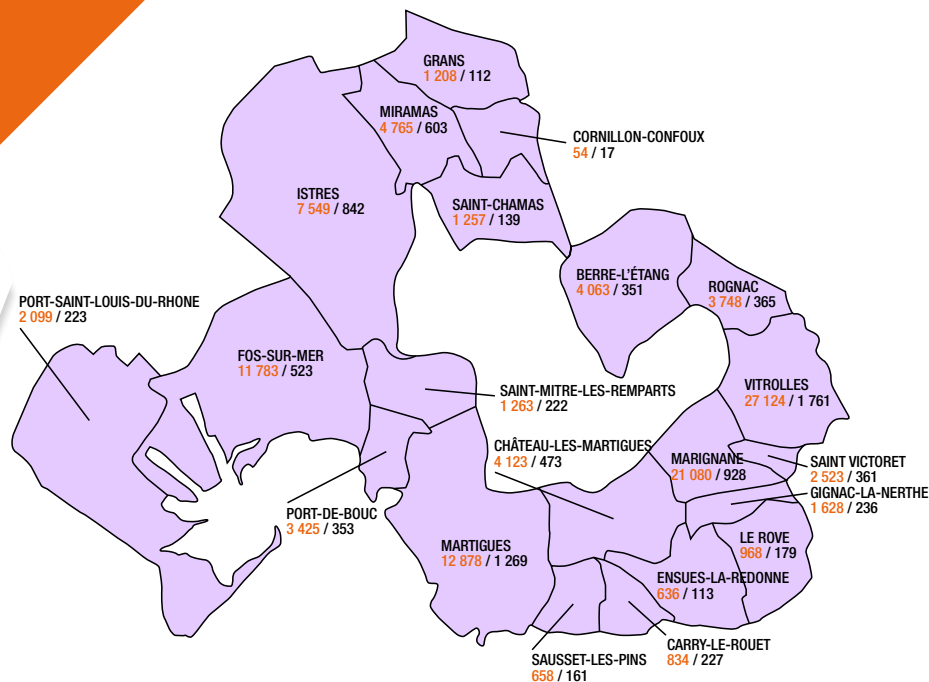 GRANS
1 208 / 112
MIRAMAS
4 765 / 603
CORNILLON-CONFOUX
54 / 17
ISTRES
7 549 / 842
SAINT-CHAMAS
1 257 / 139
BERRE-L'ÉTANG
4 063 / 351
ROGNAC
3 748 / 365
PORT-SAINT-LOUIS-DU-RHONE
2 099 / 223
FOS-SUR-MER
11 783 / 523
SAINT-MITRE-LES-REMPARTS
1 263 / 222
VITROLLES
27 124 / 1 761
CHÂTEAU-LES-MARTIGUES
4 123 / 473
MARIGNANE
21 080 / 928
SAINT VICTORET
2 523 / 361
GIGNAC-LA-NERTHE
1 628 / 236
PORT-DE-BOUC
3 425 / 353
MARTIGUES
12 878 / 1 269
LE ROVE
968 / 179
ENSUES-LA-REDONNE
636 / 113
CARRY-LE-ROUET
834 / 227
SAUSSET-LES-PINS
658 / 161